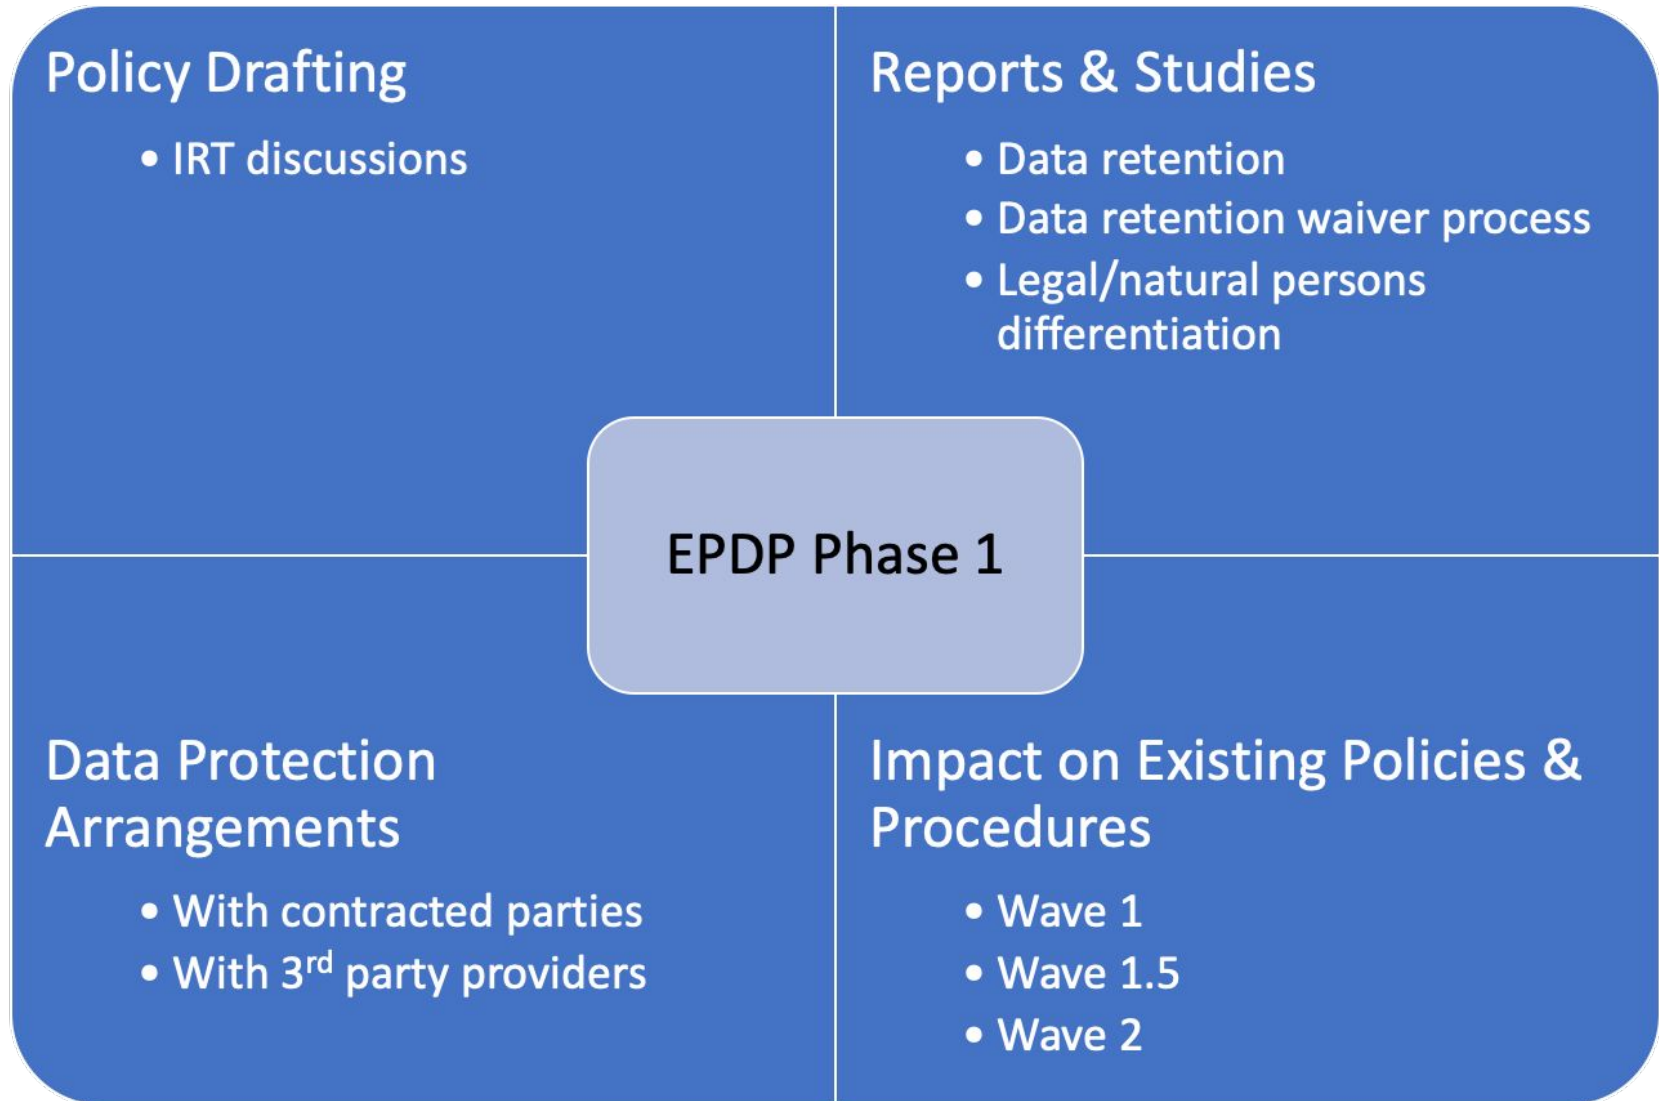 Policy Drafting
• IRT discussions
Reports & Studies
• Data retention
• Data retention waiver process
• Legal/natural persons
differentiation
EPDP Phase 1
Data Protection
Arrangements
• With contracted parties
• With 3rd party providers
Impact on Existing Policies &
Procedures
• Wave 1
• Wave 1.5
• Wave 2